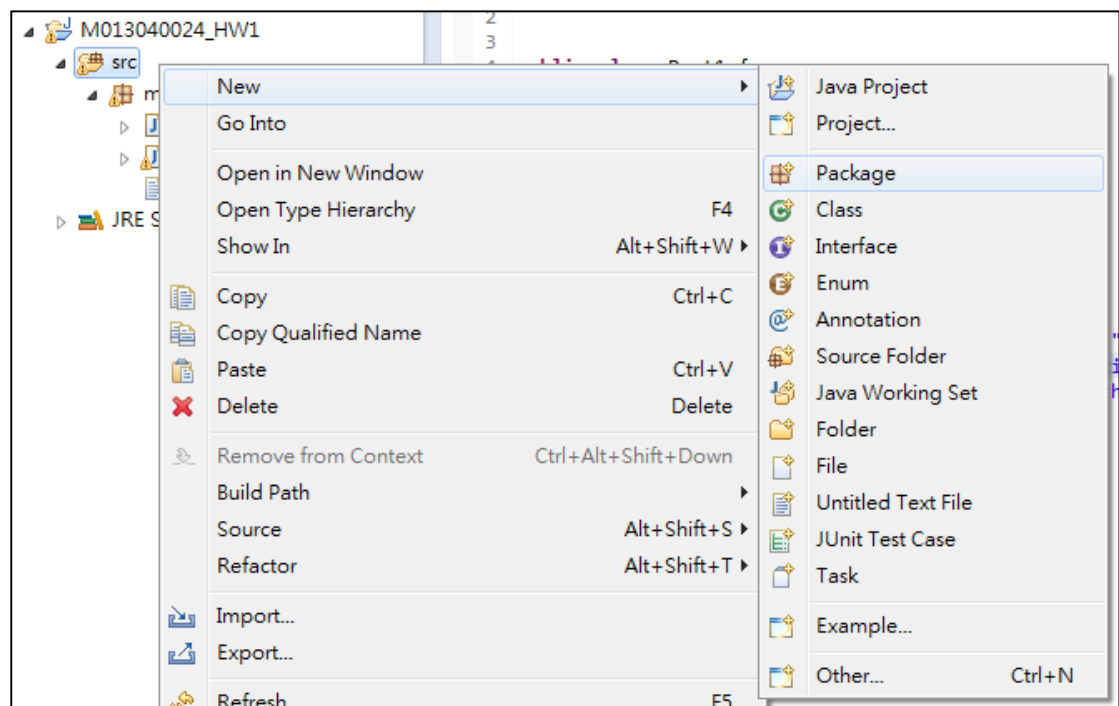 M013040024_HW1
src
2
3
New
Go Into
Open in New Window
Open Type Hierarchy F4
Show In Alt+Shift+W
Copy Ctrl+C
Copy Qualified Name
Paste Ctrl+V
Delete Delete
Remove from Context Ctrl+Alt+Shift+Down
Build Path
Source Alt+Shift+S
Refactor Alt+Shift+T
Import...
Export...
Refresh F5
JRE S
Java Project
Project...
Package
Class
Interface
Enum
Annotation
Source Folder
Java Working Set
Folder
File
Untitled Text File
JUnit Test Case
Task
Example...
Other... Ctrl+N